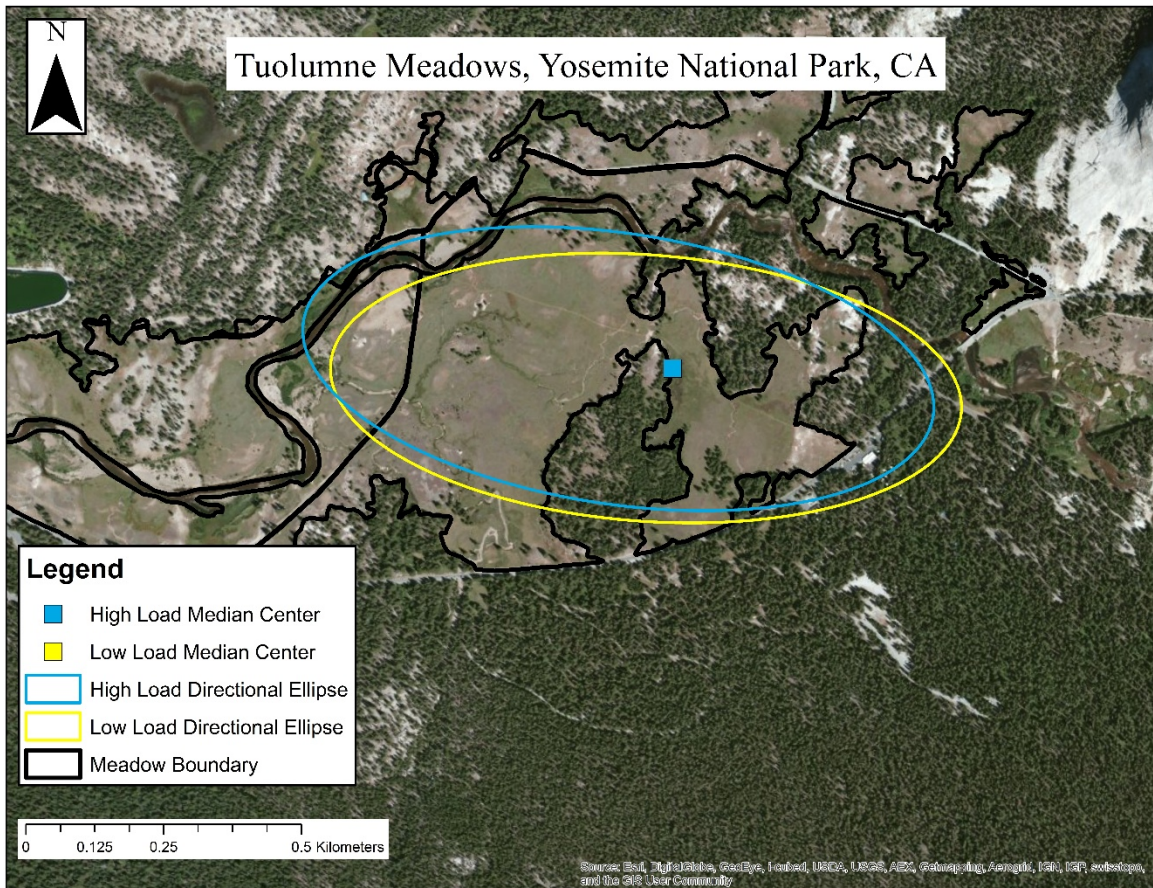 N
Tuolumne Meadows, Yosemite National Park, CA
Legend
High Load Median Center
Low Load Median Center
High Load Directional Ellipse
Low Load Directional Ellipse
Meadow Boundary
0 0.125 0.25 0.5 Kilometers
Source: Esri, DigitalGlobe, GeoEye, i-cubed, USDA, USGS, AEX, Getmapping, Aerogrid, IGN, IGP, swisstopo,
and the GIS User Community